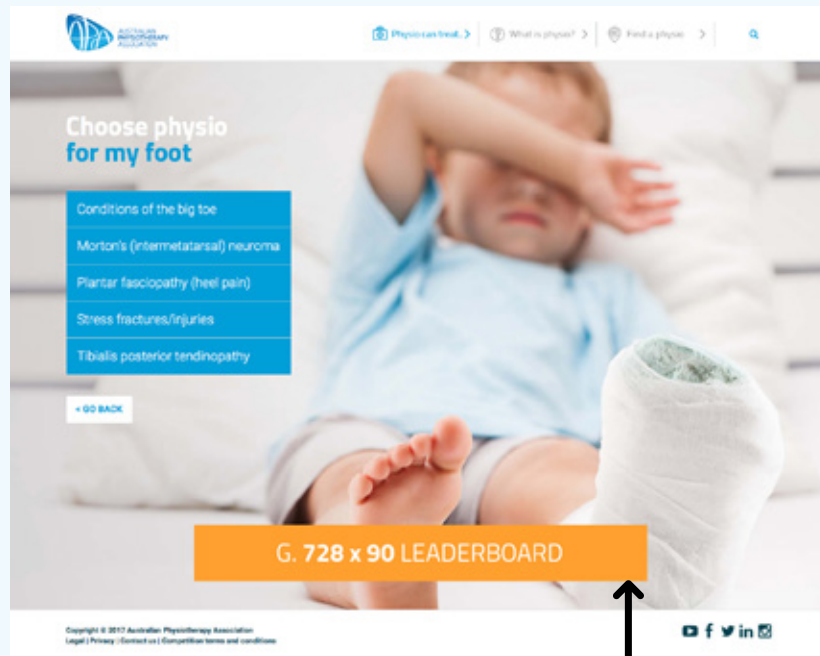 AUSTRALIAN
PHYSIOTHERAPY
ASSOCIATION
Physio can treat..
What is physio?
Find a physio
Choose physio
for my foot
Conditions of the big toe
Morton's (intermetatarsal) neuroma
Plantar fasciopathy (heel pain)
Stress fractures/injuries
Tibialis posterior tendinopathy
< GO BACK
G. 728 x 90 LEADERBOARD
Copyright © 2017 Australian Physiotherapy Association
Legal | Privacy | Contact us | Competition terms and conditions